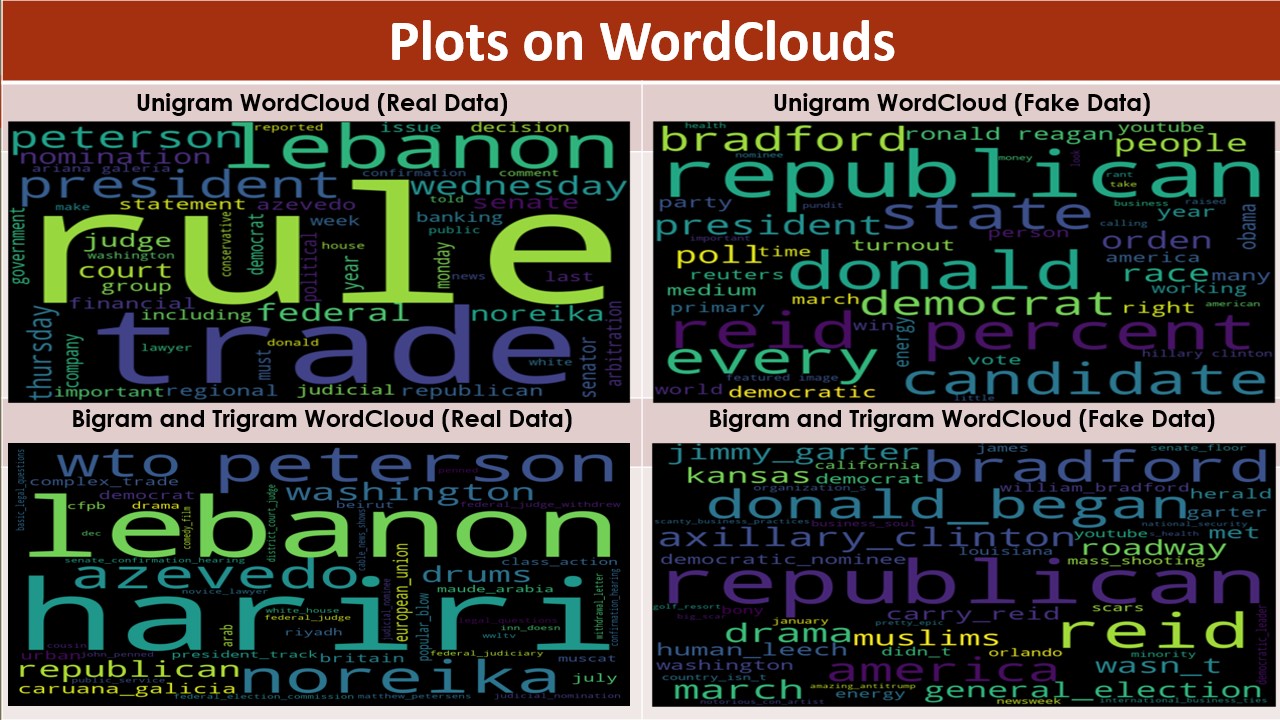 Plots on WordClouds
Unigram WordCloud (Real Data)
peterson
reported
issue
decision
lebanon
nomination
ariana galeria
confirmation
comment
president
wednesday
statement
azevedo
told
senate
make
week
banking
public
government
judge
washington
conservative
democrat
political
house
year
monday
court
group
news
last
rule
financial
including
federal
noreika
thursday
company
trade
lawyer
donald
must
white
senator
arbitration
important
regional
judicial
republican
Unigram WordCloud (Fake Data)
health
bradford
ronald reagan
youtube
people
nominee
money
look
republican
rant
take
party
pundit
state
business
raised
president
person
calling
year
obama
important
turnout
orden
poll
time
america
reuters
donald
race
many
medium
working
primary
march
democrat
right
american
reid
win
energy
percent
every
vote
hillary clinton
featured image
world
democratic
candidate
little
Bigram and Trigram WordCloud (Real Data)
basic_legal_questions
wto
peterson
penned
complex_trade
democrat
washington
cfpb
drama
comedy_film
district_court_judge
beirut
federal_judge_withdrew
lebanon
dec
cable_news_shows
senate_confirmation_hearing
class_action
azevedo
drums
novice_lawyer
judicial_nominee
european_union
maude_arabia
withdrawal_letter
confirmation_hearing
hariri
white_house
federal_judge
popular_blow
legal_questions
inn_doesn
arab
riyadh
wwltv
cousin
urban
john_penned
president_track
britain
federal_judiciary
muscat
republican
public_service
noreika
july
caruana_galicia
federal_election_commission
matthew_petersens
judicial_nomination
Bigram and Trigram WordCloud (Fake Data)
jimmy_garter
james
senate_floor
california
kansas
democrat
bradford
organization_s
william_bradford
herald
donald_began
garter
scanty_business_practices
business_soul
national_security
axillary_clinton
youtube
s_health
met
louisiana
roadway
democratic_nominee
mass_shooting
republican
golf_resort
bony
big_scar
carry_reid
scars
january
pretty_epic
drama
muslims
reid
human_leech
didn_t
orlando
minority
washington
country_isn_t
america
wasn_t
march
amazing_antitrump
energy
general_election
notorious_con_artist
newsweek
international_business_ties